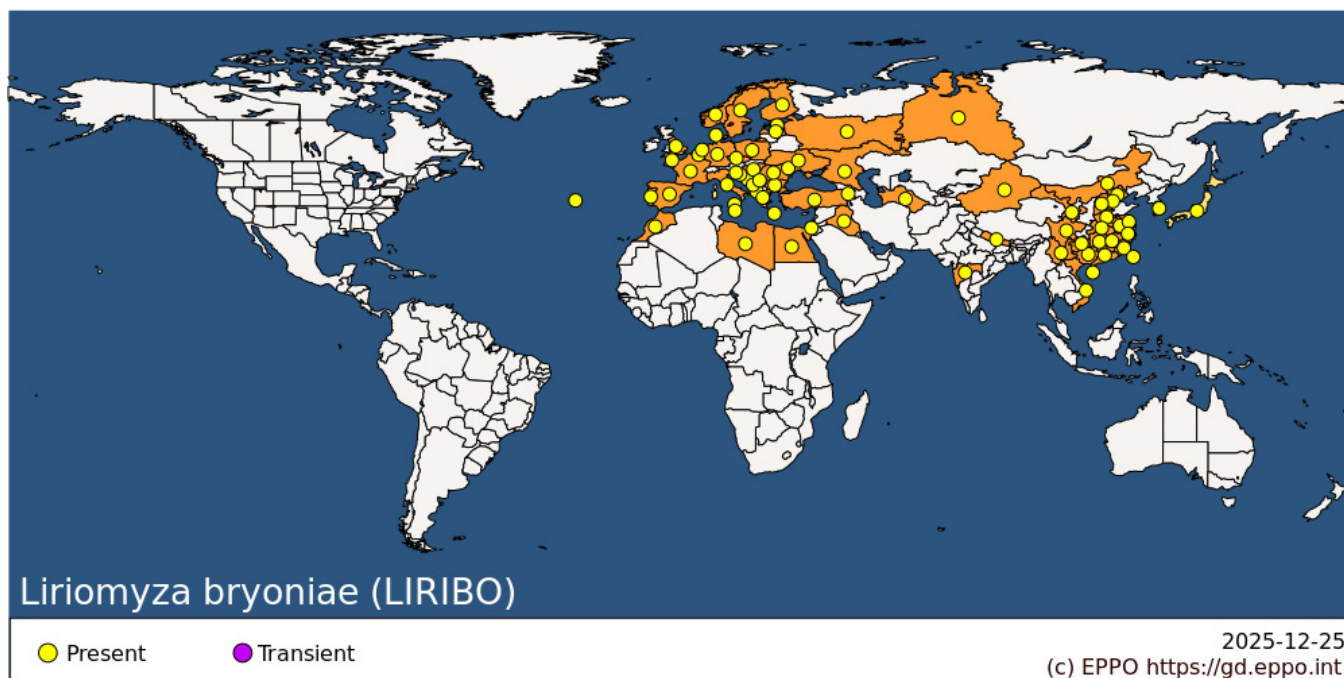 Liriomyza bryoniae (LIRIBO)
Present
Transient
2025-12-25
(c) EPPO https://gd.eppo.int